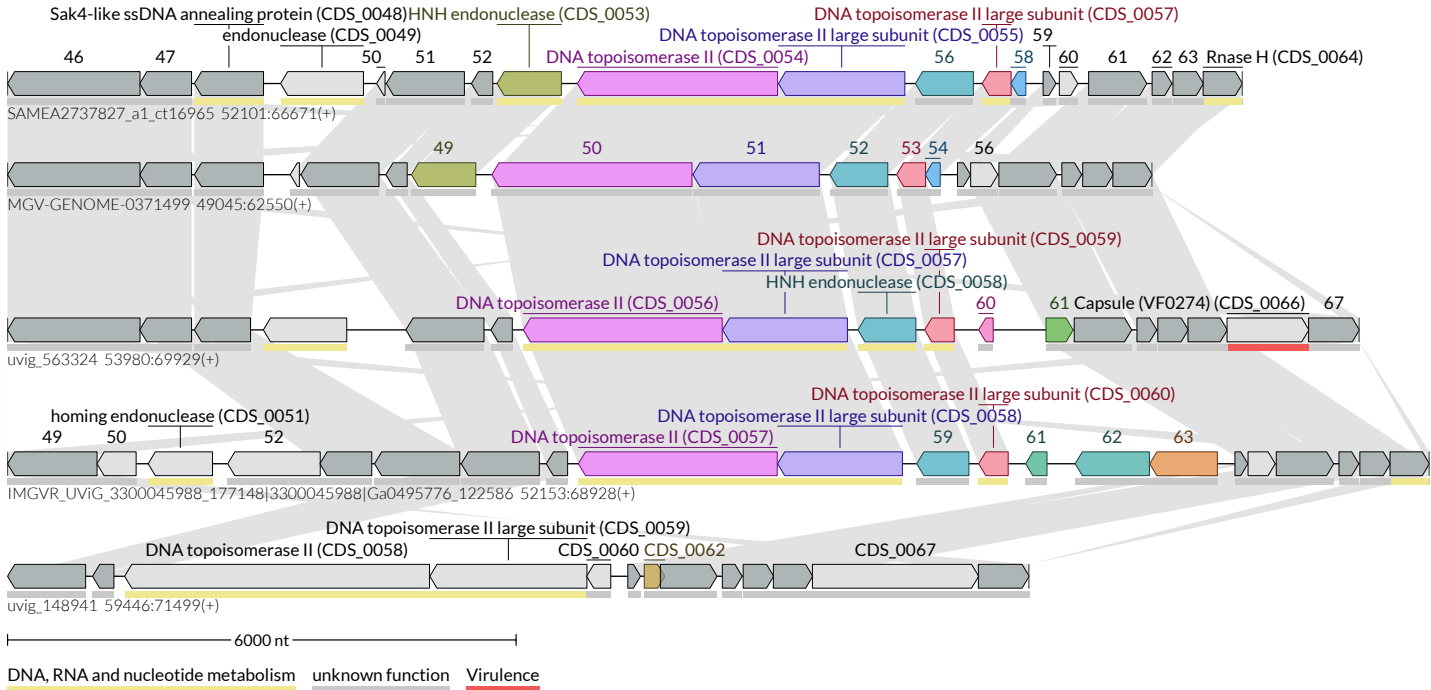 Sak4-like ssDNA annealing protein (CDS_0048) HNH endonuclease (CDS_0053) DNA topoisomerase II large subunit (CDS_0057)
endonuclease (CDS_0049) DNA topoisomerase II large subunit (CDS_0055) 59
46 47 50 51 52 DNA topoisomerase II (CDS_0054) 56 58 60 61 62 63 Rnase H (CDS_0064)
SAMEA2737827_a1_ct16965 52101:66671(+)
49 50 51 52 53 54 56
MGV-GENOME-0371499 49045:62550(+)
DNA topoisomerase II large subunit (CDS_0059)
DNA topoisomerase II large subunit (CDS_0057)
HNH endonuclease (CDS_0058)
DNA topoisomerase II (CDS_0056) 60 61 Capsule (VF0274) (CDS_0066) 67
uvig_563324 53980:69929(+)
DNA topoisomerase II large subunit (CDS_0060)
homing endonuclease (CDS_0051) DNA topoisomerase II large subunit (CDS_0058)
49 50 52 DNA topoisomerase II (CDS_0057) 59 61 62 63
IMGVR_UViG_3300045988_177148|3300045988|Ga0495776_122586 52153:68928(+)
DNA topoisomerase II large subunit (CDS_0059)
DNA topoisomerase II (CDS_0058) CDS_0060 CDS_0062 CDS_0067
uvig_148941 59446:71499(+)
6000 nt
DNA, RNA and nucleotide metabolism unknown function Virulence